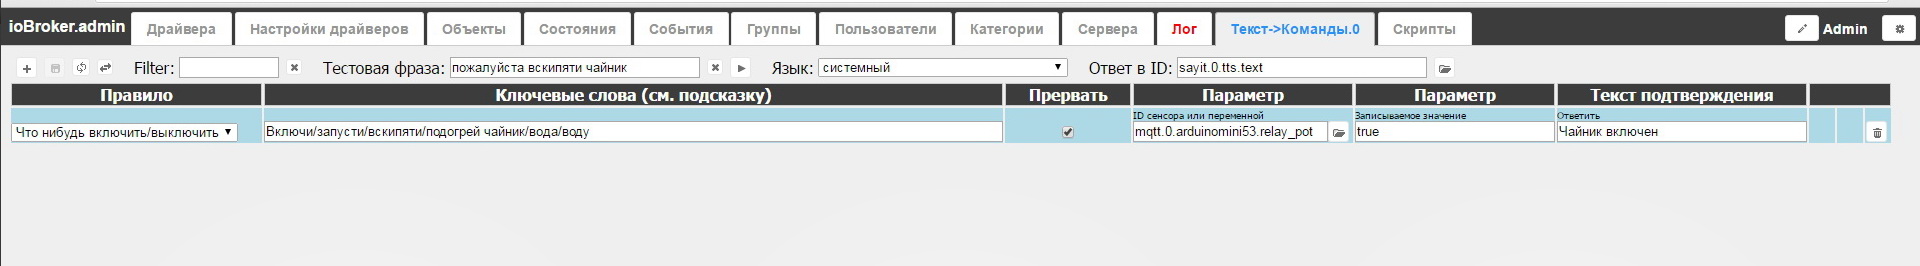 ioBroker.admin Драйвера Настройки драйверов Объекты Состояния События Группы Пользователи Категории Сервера Лог Текст->Команды.0 Скрипты Admin
Filter: Тестовая фраза: пожалуйста вскипяти чайник Язык: системный Ответ в ID: sayit.0.tts.text
Правило Ключевые слова (см. подсказку) Прервать Параметр Параметр Текст подтверждения
ID сенсора или переменной Записываемое значение Ответить
Что нибудь включить/выключить Включи/запусти/вскипяти/подогрей чайник/вода/воду mqtt.0.arduinomini53.relay_pot true Чайник включен